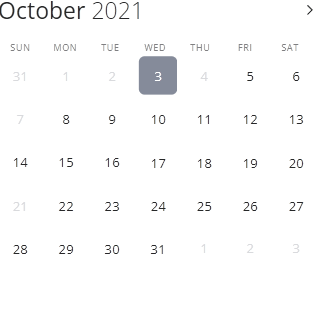 October 2021
SUN MON TUE WED THU FRI SAT
31 1 2 3 4 5 6
7 8 9 10 11 12 13
14 15 16 17 18 19 20
21 22 23 24 25 26 27
28 29 30 31 1 2 3